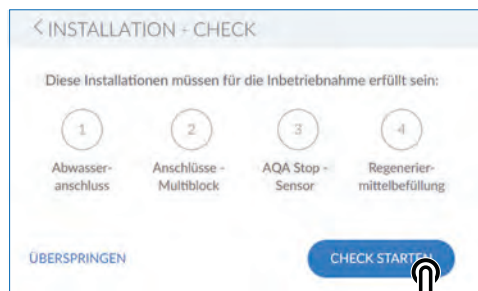 < INSTALLATION - CHECK
Diese Installationen müssen für die Inbetriebnahme erfüllt sein:
1 2 3 4
Abwasser- Anschlüsse - AQA Stop - Regenerier-
anschluss Multiblock Sensor mittelbefüllung
ÜBERSPRINGEN CHECK STARTEN